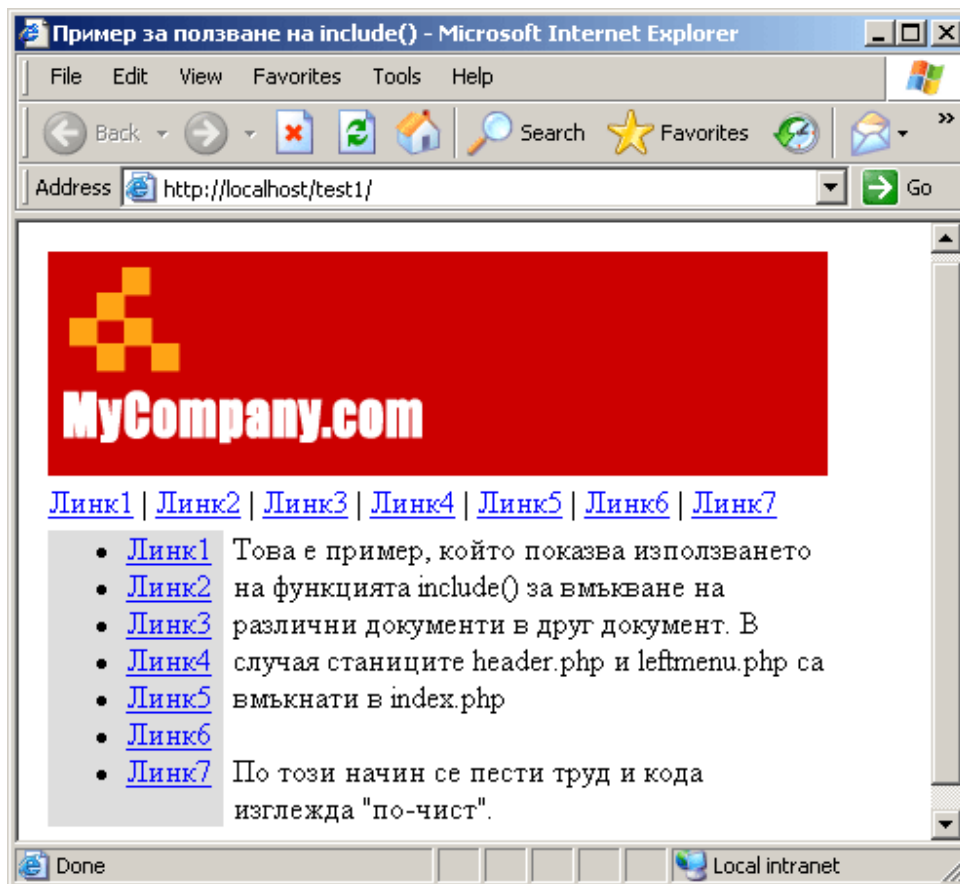 Пример за ползване на include() - Microsoft Internet Explorer
File Edit View Favorites Tools Help
Back Search Favorites »
Address http://localhost/test1/ Go
MyCompany.com
Линк1 | Линк2 | Линк3 | Линк4 | Линк5 | Линк6 | Линк7
Линк1 Това е пример, който показва използването
Линк2 на функцията include() за вмъкване на
Линк3 различни документи в друг документ. В
Линк4 случая станиците header.php и leftmenu.php са
Линк5 вмъкнати в index.php
Линк6
Линк7 По този начин се пести труд и кода
изглежда "по-чист".
Done Local intranet